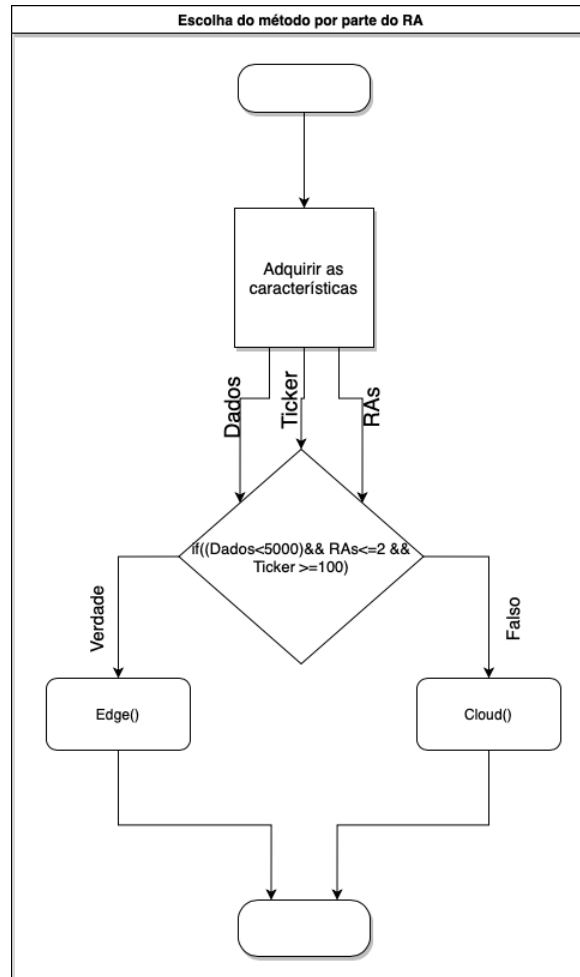 Escolha do método por parte do RA
Adquirir as
características
Dados
Ticker
RAs
if((Dados<5000)&& RAs<=2 &&
Ticker >=100)
Verdade
Falso
Edge()
Cloud()